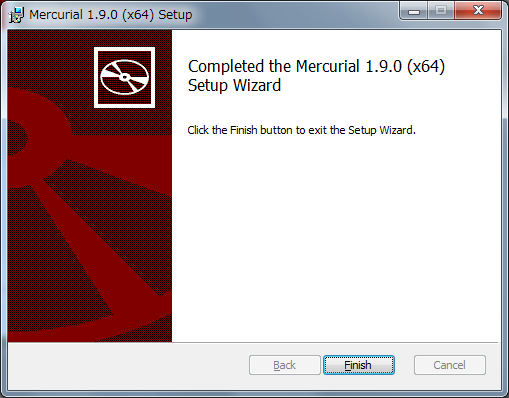 Mercurial 1.9.0 (x64) Setup
Completed the Mercurial 1.9.0 (x64)
Setup Wizard
Click the Finish button to exit the Setup Wizard.
Back Finish Cancel